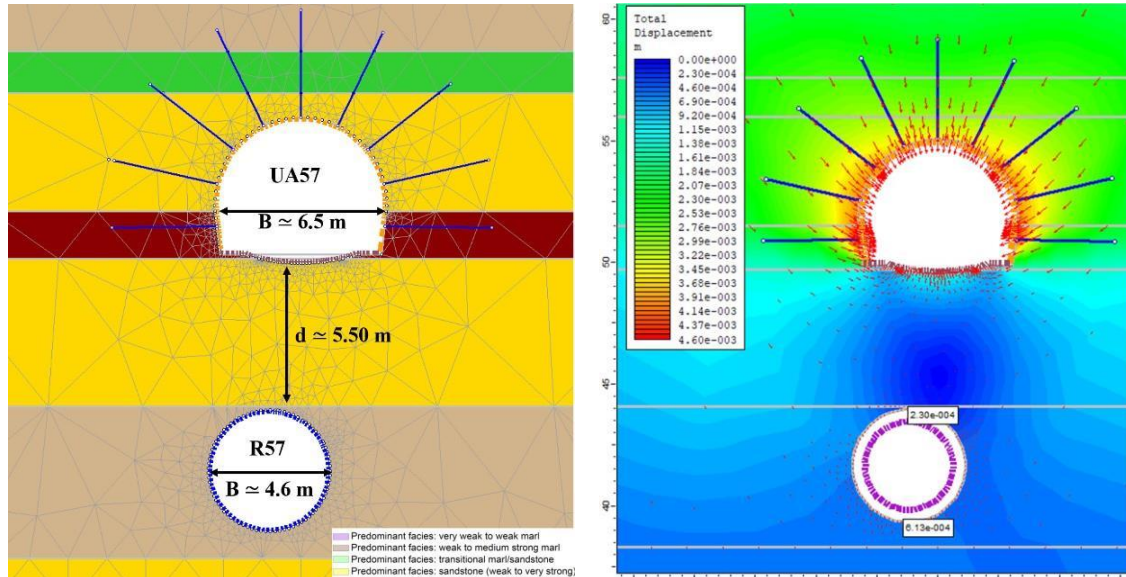 UA57
B ≃ 6.5 m
d ≃ 5.50 m
R57
B ≃ 4.6 m
Predominant facies: very weak to weak marl
Predominant facies: weak to medium strong marl
Predominant facies: transitional marl/sandstone
Predominant facies: sandstone (weak to very strong)
Total
Displacement
m
0.00e+000
2.30e-004
4.60e-004
6.90e-004
9.20e-004
1.15e-003
1.38e-003
1.61e-003
1.84e-003
2.07e-003
2.30e-003
2.53e-003
2.76e-003
2.99e-003
3.22e-003
3.45e-003
3.68e-003
3.91e-003
4.14e-003
4.37e-003
4.60e-003
60
55
50
45
40
2.30e-004
6.13e-004